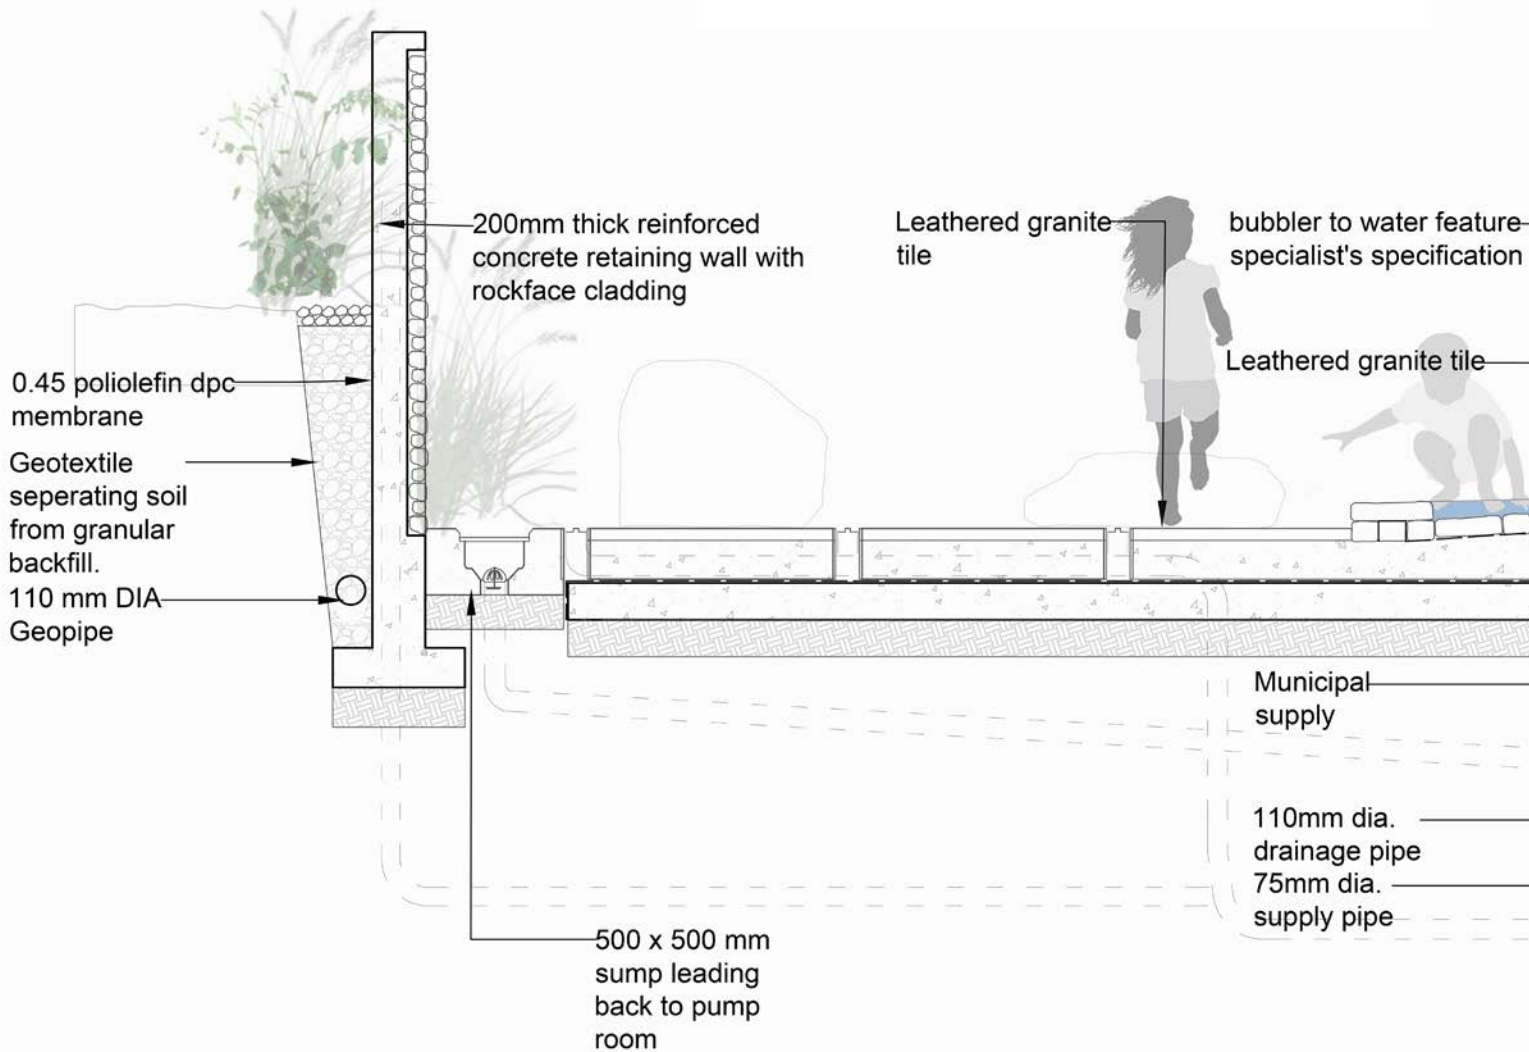 200mm thick reinforced
concrete retaining wall with
rockface cladding
Leathered granite
tile
bubbler to water feature
specialist's specification
Leathered granite tile
0.45 poliolefin dpc
membrane
Geotextile
seperating soil
from granular
backfill.
110 mm DIA
Geopipe
Municipal
supply
110mm dia.
drainage pipe
75mm dia.
supply pipe
500 x 500 mm
sump leading
back to pump
room